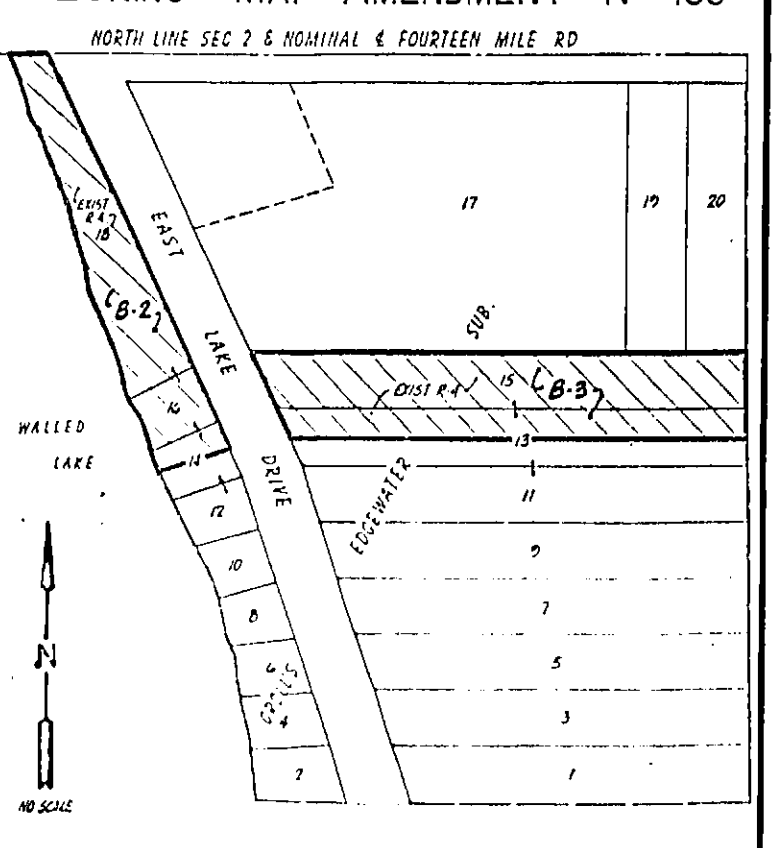 ZONING MAP AMENDMENT Nº
NORTH LINE SEC 2 & NOMINAL ℄ FOURTEEN MILE RD
17
19
20
EAST
LAKE
DRIVE
(EXIST
R4)
18
(B-2)
SUB.
EXIST R-4
15
(B-3)
13
WALLED
LAKE
14
EDGEWATER
11
12
9
10
7
8
5
6
3
4
1
2
N
NO SCALE